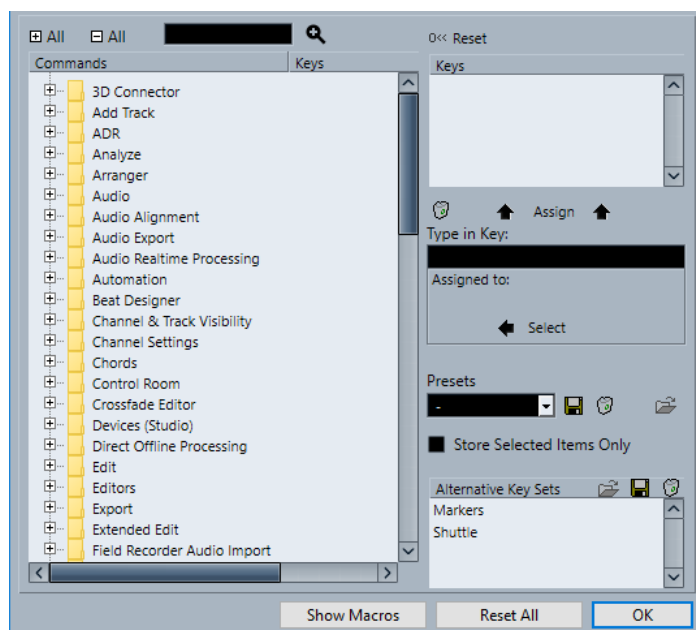 All
All
0<< Reset
Commands
Keys
Keys
3D Connector
Add Track
ADR
Analyze
Arranger
Audio
Audio Alignment
Audio Export
Audio Realtime Processing
Automation
Beat Designer
Channel & Track Visibility
Channel Settings
Chords
Control Room
Crossfade Editor
Devices (Studio)
Direct Offline Processing
Edit
Editors
Export
Extended Edit
Field Recorder Audio Import
Assign
Type in Key:
Assigned to:
Select
Presets
-
Store Selected Items Only
Alternative Key Sets
Markers
Shuttle
Show Macros
Reset All
OK